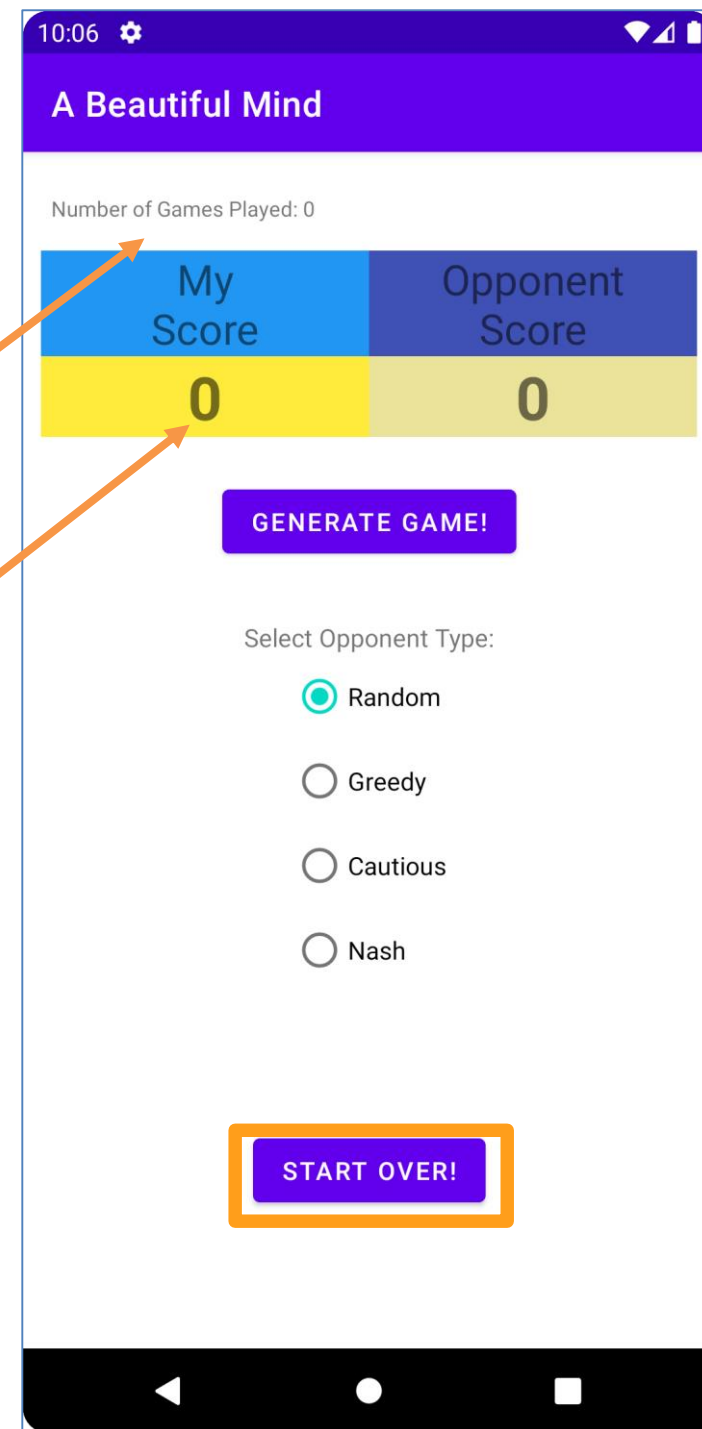 10:06
A Beautiful Mind
Number of Games Played: 0
My
Score
Opponent
Score
0
0
GENERATE GAME!
Select Opponent Type:
Random
Greedy
Cautious
Nash
START OVER!